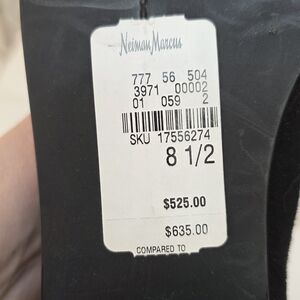 Neiman Marcus
777 56 504
3971 00002
01 059 2
SKU 17556274
8 1/2
$525.00
$635.00
COMPARED TO